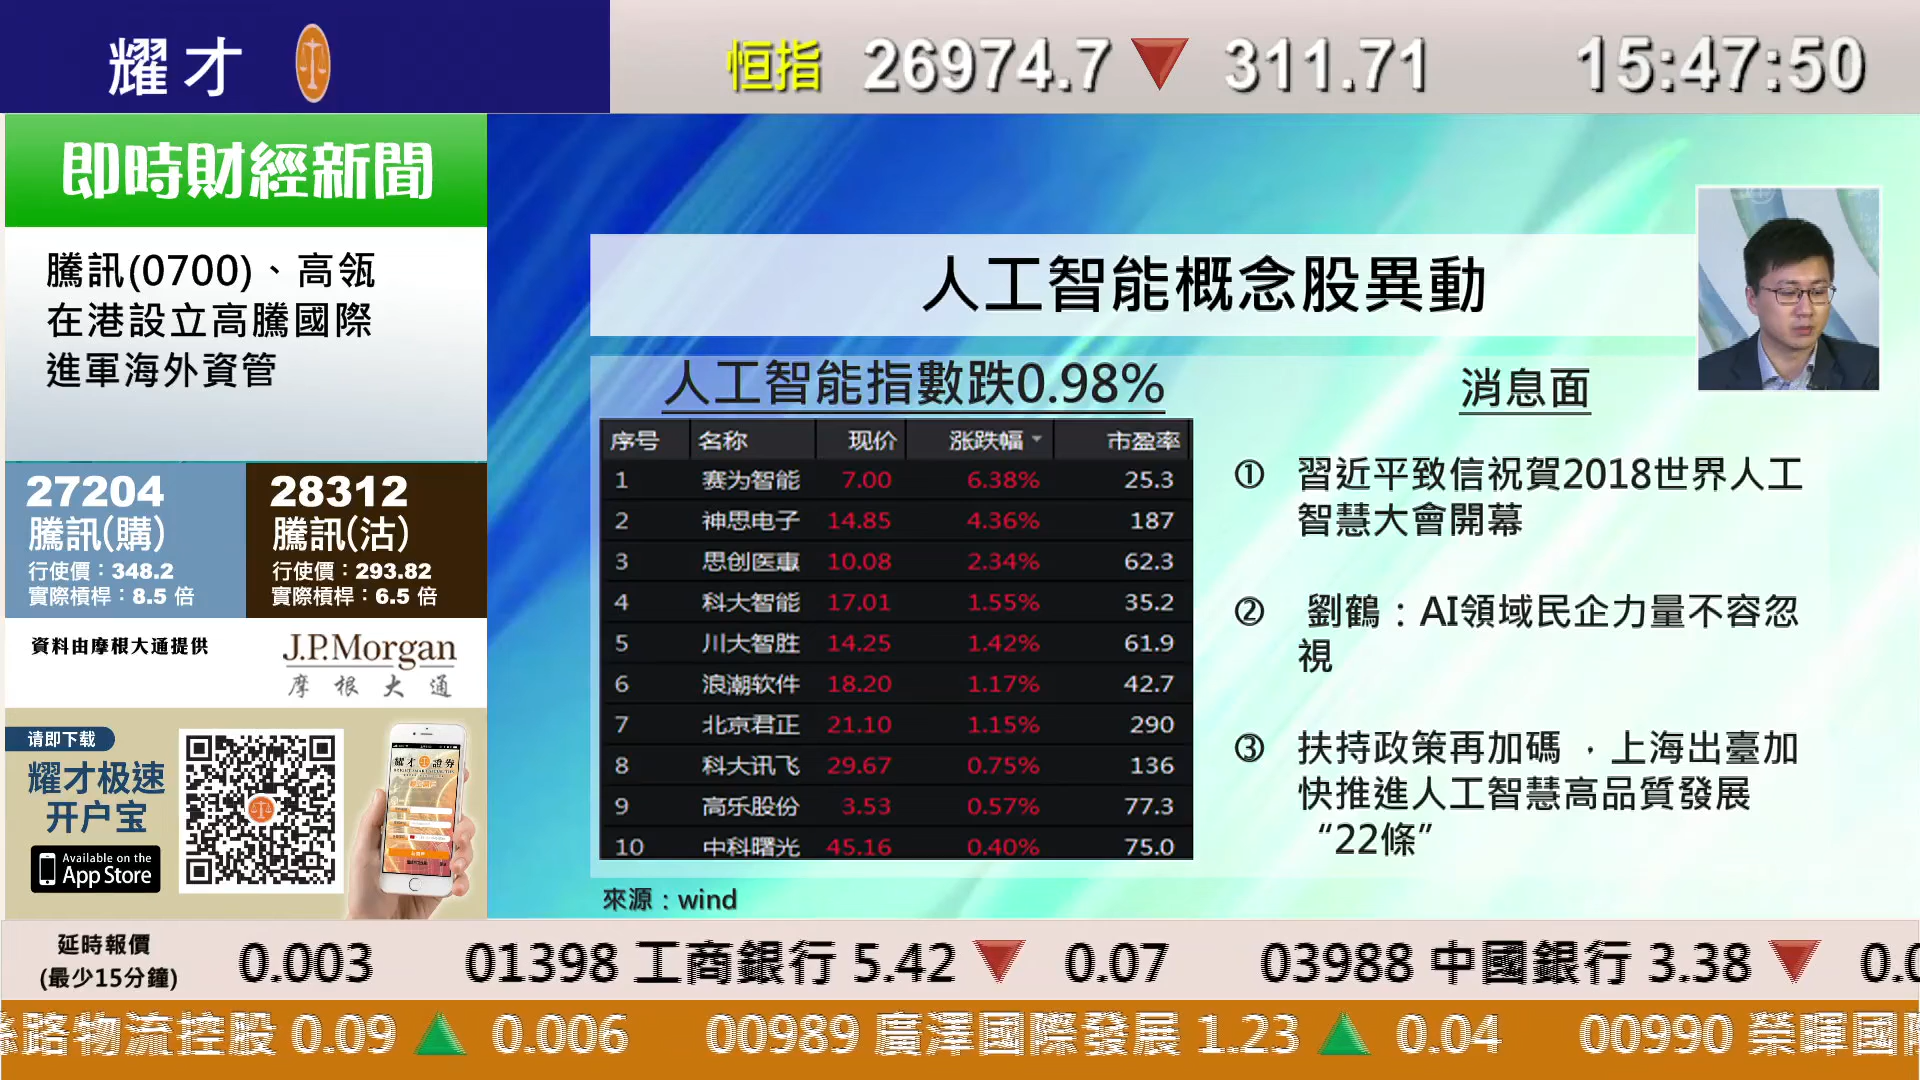 耀才
恒指 26974.7 ▼ 311.71 15:47:50
即時財經新聞
騰訊(0700)、高瓴
在港設立高騰國際
進軍海外資管
27204
騰訊(購)
行使價：348.2
實際槓桿：8.5 倍
28312
騰訊(沽)
行使價：293.82
實際槓桿：6.5 倍
資料由摩根大通提供
J.P.Morgan
摩根大通
请即下载
耀才极速
开户宝
Available on the
App Store
耀才證券
人工智能概念股異動
人工智能指數跌0.98%
序号 名称 现价 涨跌幅 市盈率
1 赛为智能 7.00 6.38% 25.3
2 神思电子 14.85 4.36% 187
3 思创医惠 10.08 2.34% 62.3
4 科大智能 17.01 1.55% 35.2
5 川大智胜 14.25 1.42% 61.9
6 浪潮软件 18.20 1.17% 42.7
7 北京君正 21.10 1.15% 290
8 科大讯飞 29.67 0.75% 136
9 高乐股份 3.53 0.57% 77.3
10 中科曙光 45.16 0.40% 75.0
來源：wind
消息面
① 習近平致信祝賀2018世界人工
智慧大會開幕
② 劉鶴：AI領域民企力量不容忽
視
③ 扶持政策再加碼 ，上海出臺加
快推進人工智慧高品質發展
“22條”
延時報價
(最少15分鐘)
0.003 01398 工商銀行 5.42 ▼ 0.07 03988 中國銀行 3.38 ▼ 0.0
絲路物流控股 0.09 ▲ 0.006 00989 廣澤國際發展 1.23 ▲ 0.04 00990 榮暉國際